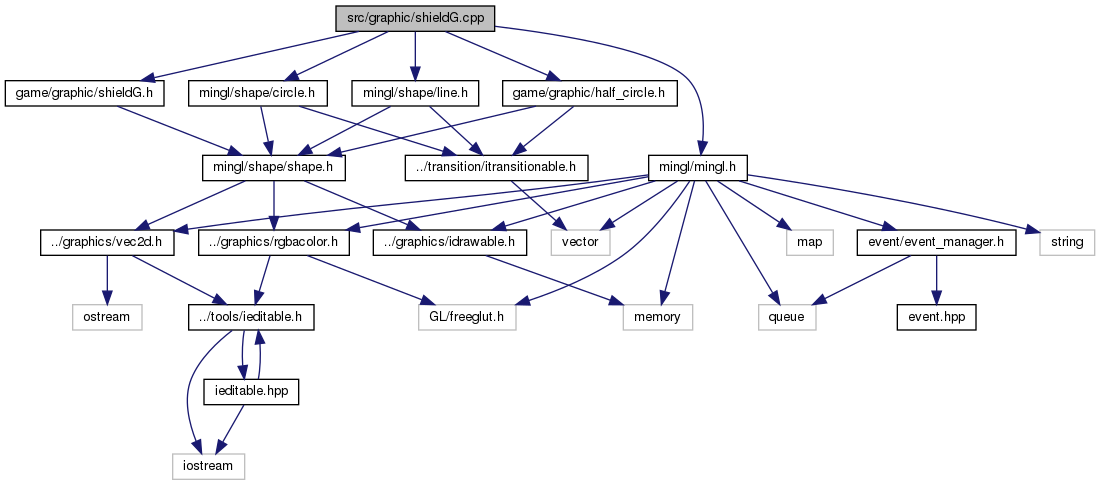 src/graphic/shieldG.cpp
game/graphic/shieldG.h
mingl/shape/circle.h
mingl/shape/line.h
game/graphic/half_circle.h
mingl/shape/shape.h
../transition/itransitionable.h
mingl/mingl.h
../graphics/vec2d.h
../graphics/rgbacolor.h
../graphics/idrawable.h
vector
map
event/event_manager.h
string
ostream
../tools/ieditable.h
GL/freeglut.h
memory
queue
event.hpp
ieditable.hpp
iostream